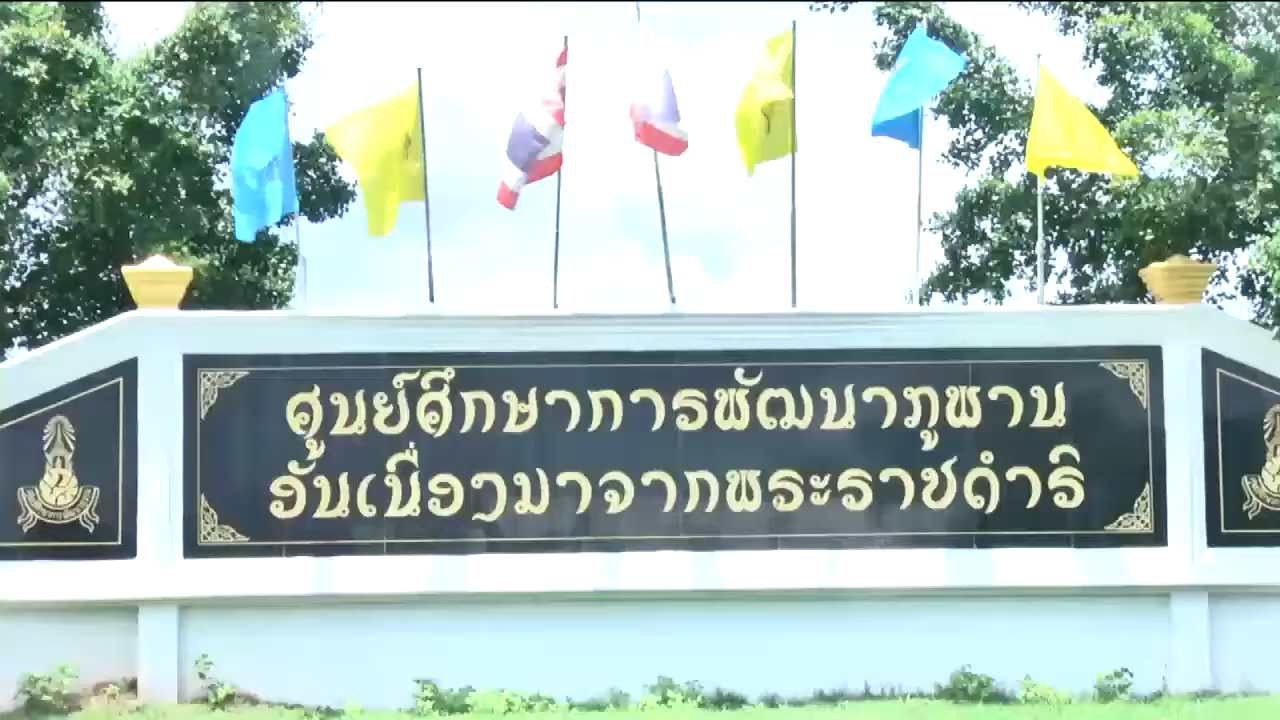 ศูนย์ศึกษาการพัฒนาภูพาน
อันเนื่องมาจากพระราชดำริ